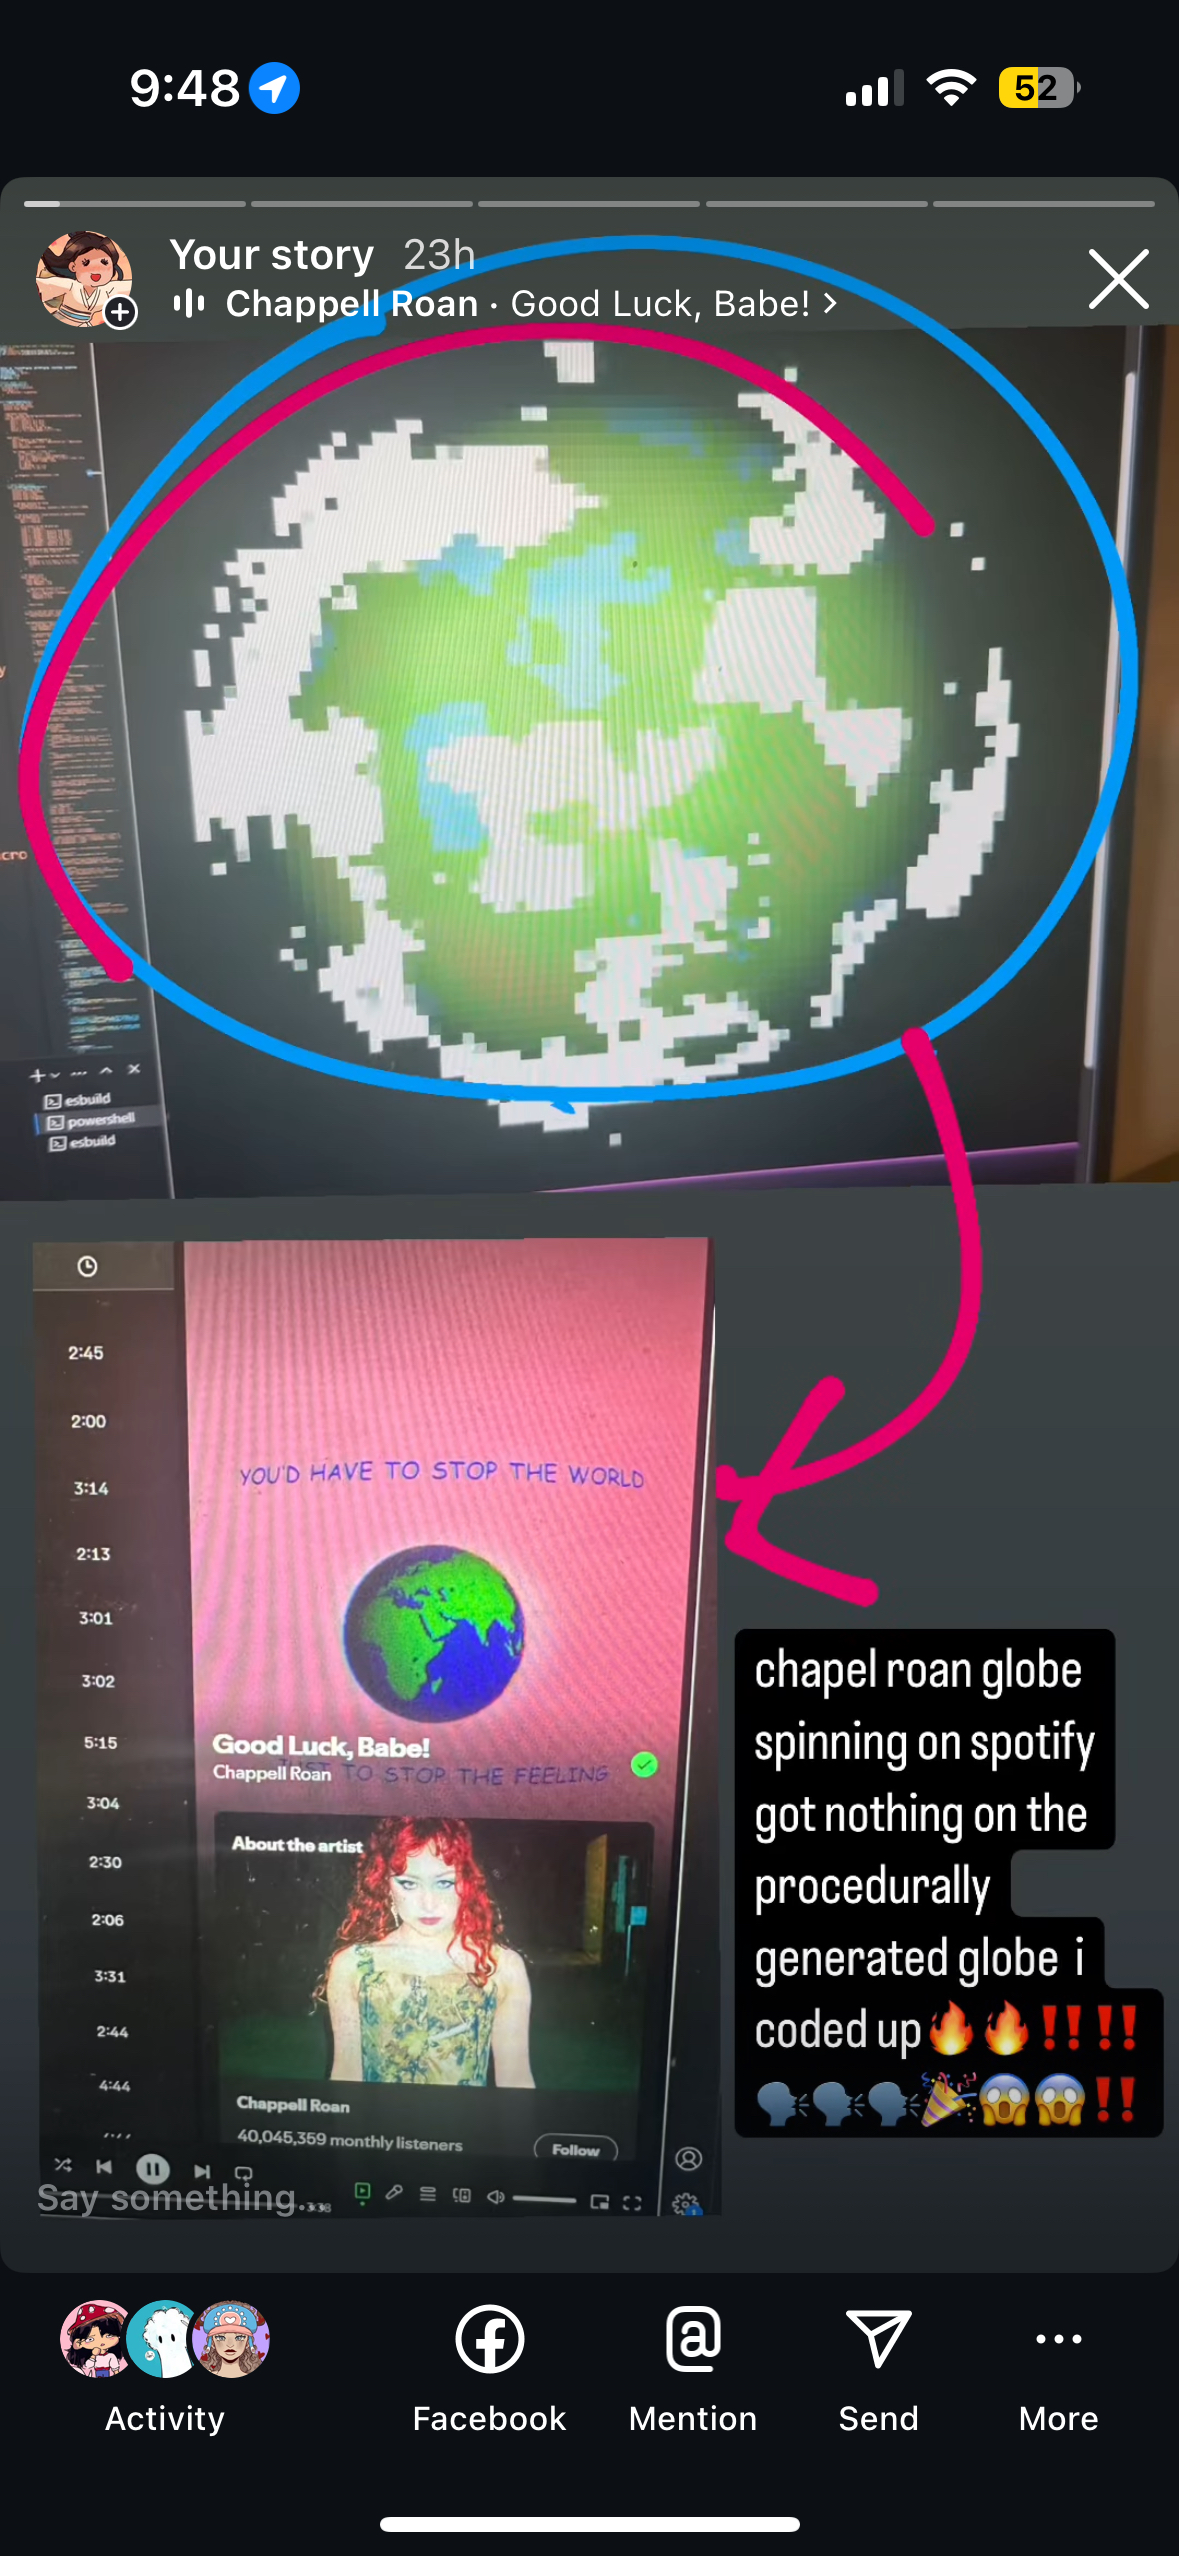 9:48
52
Your story 23h
Chappell Roan · Good Luck, Babe! >
cro
esbuild
powershell
esbuild
2:45
2:00
3:14
2:13
3:01
3:02
5:15
3:04
2:30
2:06
3:31
2:44
4:44
YOU'D HAVE TO STOP THE WORLD
Good Luck, Babe!
Chappell Roan
JUST TO STOP THE FEELING
About the artist
Chappell Roan
40,045,359 monthly listeners
Follow
3:38
chapel roan globe
spinning on spotify
got nothing on the
procedurally
generated globe i
coded up🔥🔥‼️‼️
🗣️🗣️🗣️🎉😱😱‼️
Say something...
Activity
Facebook
Mention
Send
More